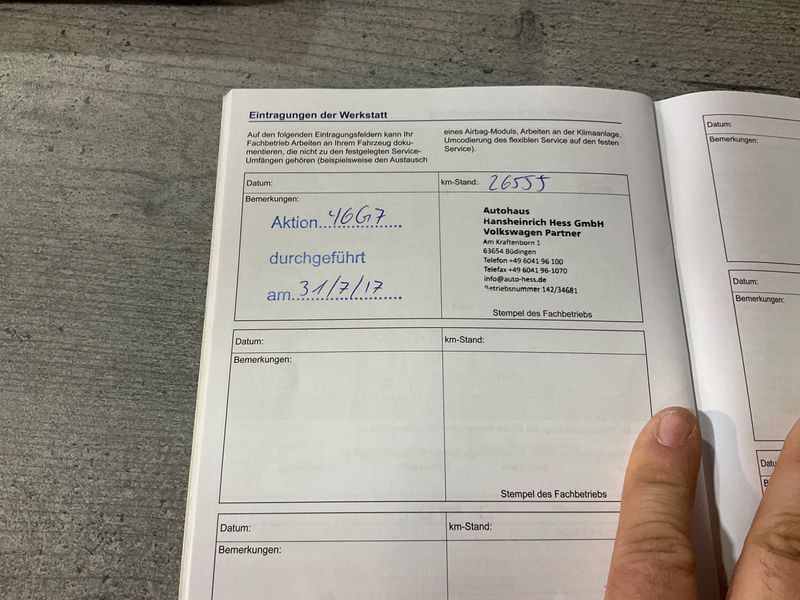 Eintragungen der Werkstatt
Auf den folgenden Eintragungsfeldern kann Ihr
Fachbetrieb Arbeiten an Ihrem Fahrzeug doku-
mentieren, die nicht zu den festgelegten Service-
Umfängen gehören (beispielsweise den Austausch
eines Airbag-Moduls, Arbeiten an der Klimaanlage,
Umcodierung des flexiblen Service auf den festen
Service).
Datum:
km-Stand: 26555
Bemerkungen:
Aktion 46G7
durchgeführt
am 31/7/17
Autohaus
Hansheinrich Hess GmbH
Volkswagen Partner
Am Kraftenborn 1
63654 Büdingen
Telefon +49 6041 96 100
Telefax +49 6041 96-1070
info@auto-hess.de
Betriebsnummer 142/34681
Stempel des Fachbetriebs
Datum:
km-Stand:
Bemerkungen:
Stempel des Fachbetriebs
Datum:
km-Stand:
Bemerkungen:
Datum:
Bemerkungen:
Datum:
Bemerkungen: